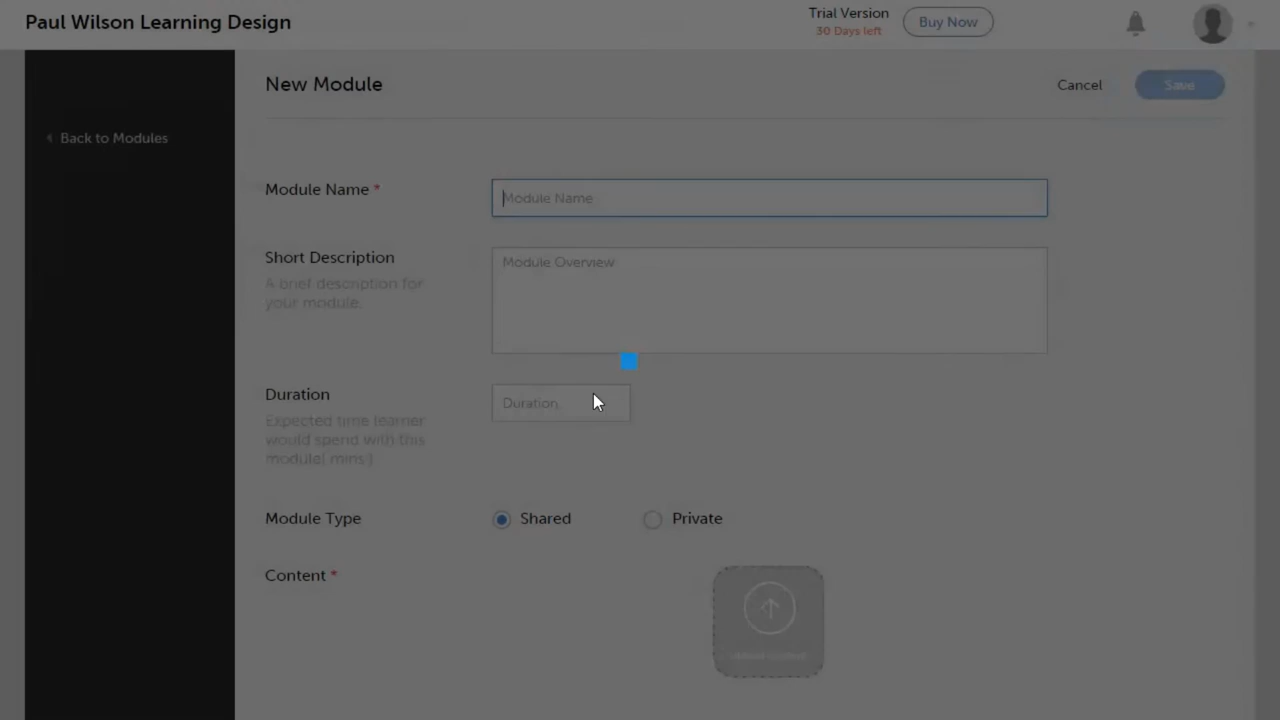 Paul Wilson Learning Design
Trial Version
30 Days left
Buy Now
New Module
Cancel
Save
Back to Modules
Module Name *
Module Name
Short Description
A brief description for
your module.
Module Overview
Duration
Expected time learner
would spend with this
module( mins )
Duration
Module Type
Shared
Private
Content *